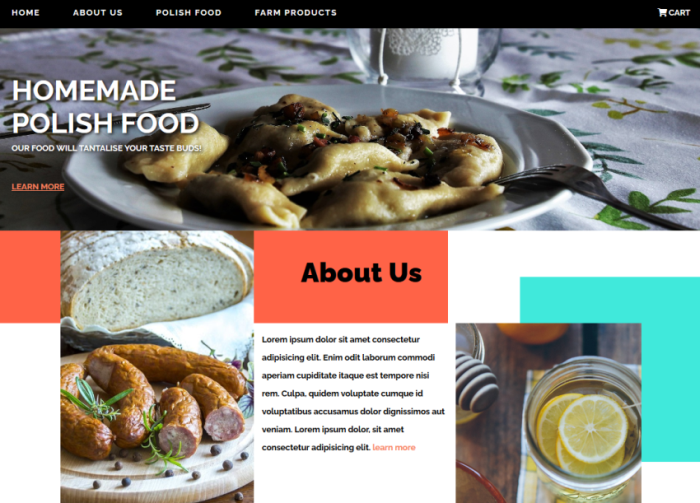 HOME ABOUT US POLISH FOOD FARM PRODUCTS CART
HOMEMADE
POLISH FOOD
OUR FOOD WILL TANTALISE YOUR TASTE BUDS!
LEARN MORE
About Us
Lorem ipsum dolor sit amet consectetur
adipisicing elit. Enim odit laborum commodi
aperiam cupiditate itaque est tempore nisi
rem. Culpa, quidem voluptate cumque id
voluptatibus accusamus dolor dignissimos aut
veniam. Lorem ipsum dolor, sit amet
consectetur adipisicing elit. learn more